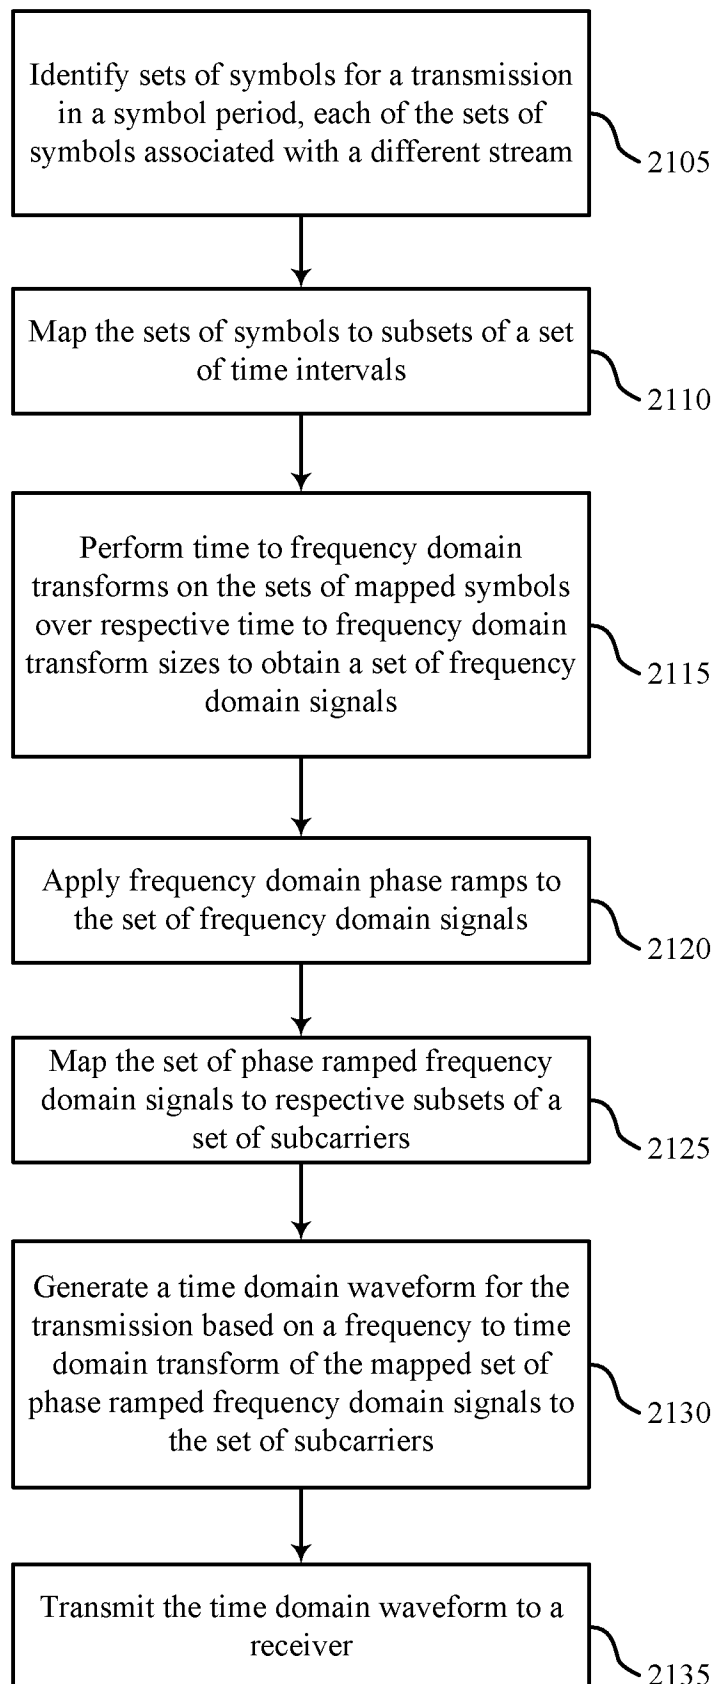 Identify sets of symbols for a transmission
in a symbol period, each of the sets of
symbols associated with a different stream
2105
Map the sets of symbols to subsets of a set
of time intervals
2110
Perform time to frequency domain
transforms on the sets of mapped symbols
over respective time to frequency domain
transform sizes to obtain a set of frequency
domain signals
2115
Apply frequency domain phase ramps to
the set of frequency domain signals
2120
Map the set of phase ramped frequency
domain signals to respective subsets of a
set of subcarriers
2125
Generate a time domain waveform for the
transmission based on a frequency to time
domain transform of the mapped set of
phase ramped frequency domain signals to
the set of subcarriers
2130
Transmit the time domain waveform to a
receiver
2135